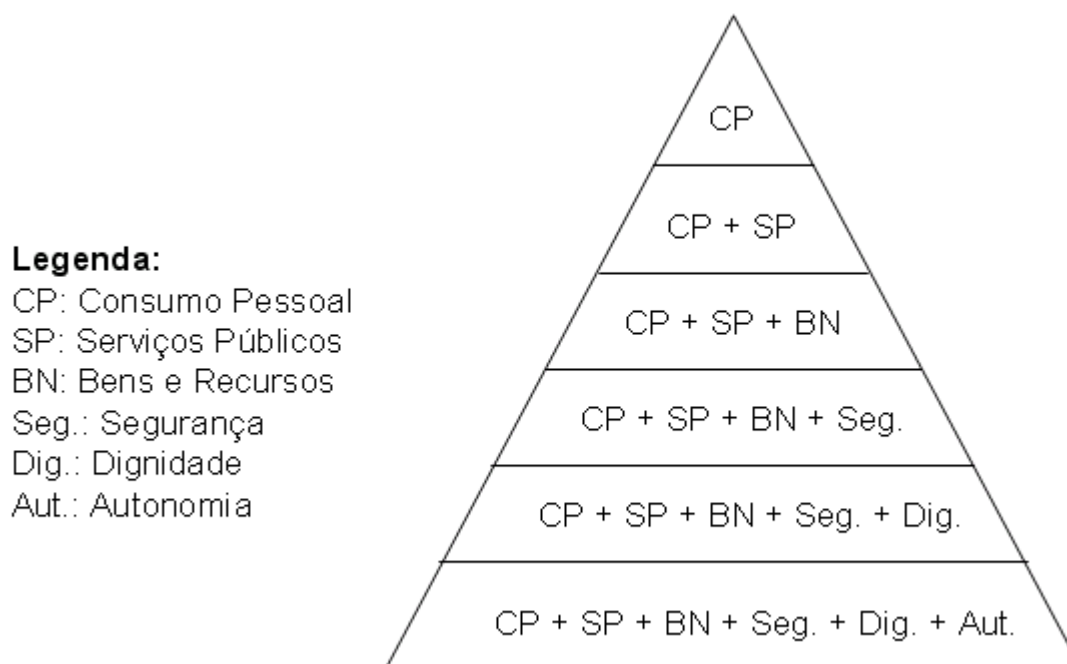 CP
CP + SP
Legenda:
CP: Consumo Pessoal
SP: Serviços Públicos
BN: Bens e Recursos
Seg.: Segurança
Dig.: Dignidade
Aut.: Autonomia
CP + SP + BN
CP + SP + BN + Seg.
CP + SP + BN + Seg. + Dig.
CP + SP + BN + Seg. + Dig. + Aut.